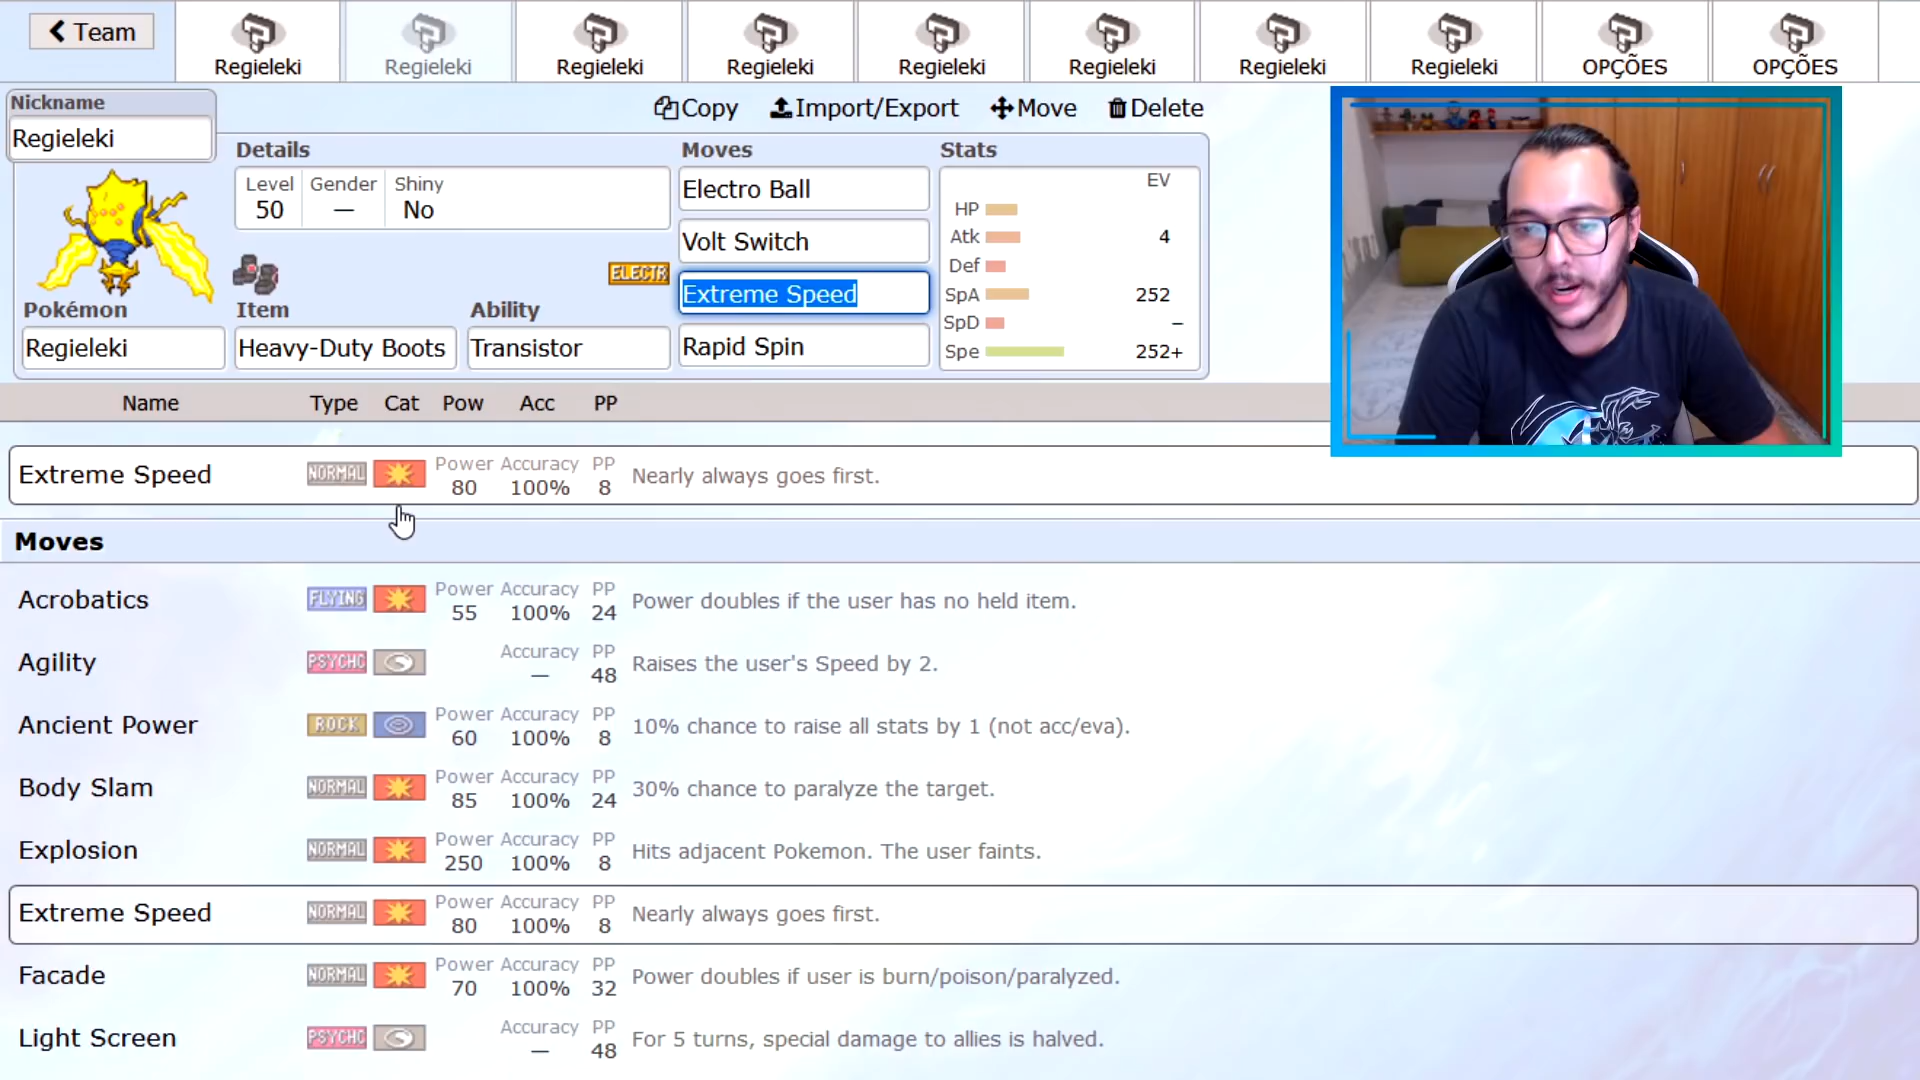 Team
Regieleki
Regieleki
Regieleki
Regieleki
Regieleki
Regieleki
Regieleki
Regieleki
OPÇÕES
OPÇÕES
Nickname
Regieleki
Copy
Import/Export
Move
Delete
Details
Moves
Stats
Level
Gender
Shiny
50
—
No
ELECTR
Pokémon
Item
Ability
Regieleki
Heavy-Duty Boots
Transistor
Electro Ball
Volt Switch
Extreme Speed
Rapid Spin
EV
HP
Atk 4
Def
SpA 252
SpD –
Spe 252+
Name Type Cat Pow Acc PP
Extreme Speed NORMAL Power Accuracy PP
80 100% 8 Nearly always goes first.
Moves
Acrobatics FLYING Power Accuracy PP
55 100% 24 Power doubles if the user has no held item.
Agility PSYCHC Accuracy PP
— 48 Raises the user's Speed by 2.
Ancient Power ROCK Power Accuracy PP
60 100% 8 10% chance to raise all stats by 1 (not acc/eva).
Body Slam NORMAL Power Accuracy PP
85 100% 24 30% chance to paralyze the target.
Explosion NORMAL Power Accuracy PP
250 100% 8 Hits adjacent Pokemon. The user faints.
Extreme Speed NORMAL Power Accuracy PP
80 100% 8 Nearly always goes first.
Facade NORMAL Power Accuracy PP
70 100% 32 Power doubles if user is burn/poison/paralyzed.
Light Screen PSYCHC Accuracy PP
— 48 For 5 turns, special damage to allies is halved.